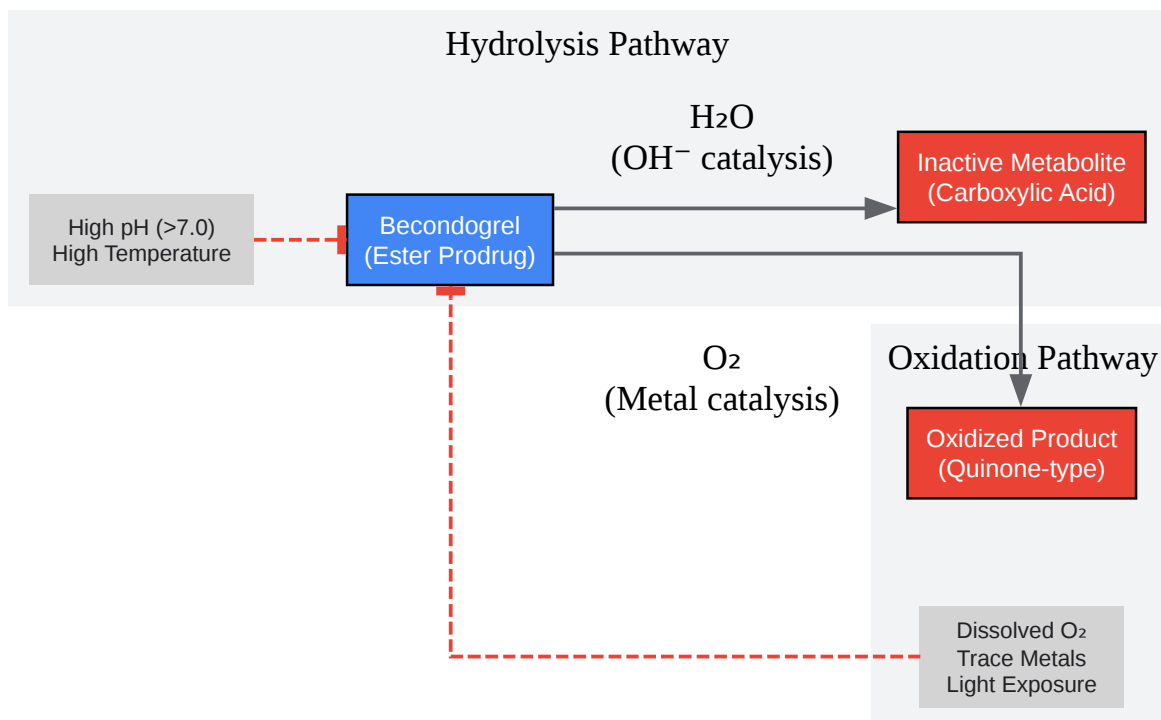 Hydrolysis Pathway
H₂O
(OH⁻ catalysis)
Inactive Metabolite
(Carboxylic Acid)
High pH (>7.0)
High Temperature
Becondogrel
(Ester Prodrug)
O₂
(Metal catalysis)
Oxidation Pathway
Oxidized Product
(Quinone-type)
Dissolved O₂
Trace Metals
Light Exposure